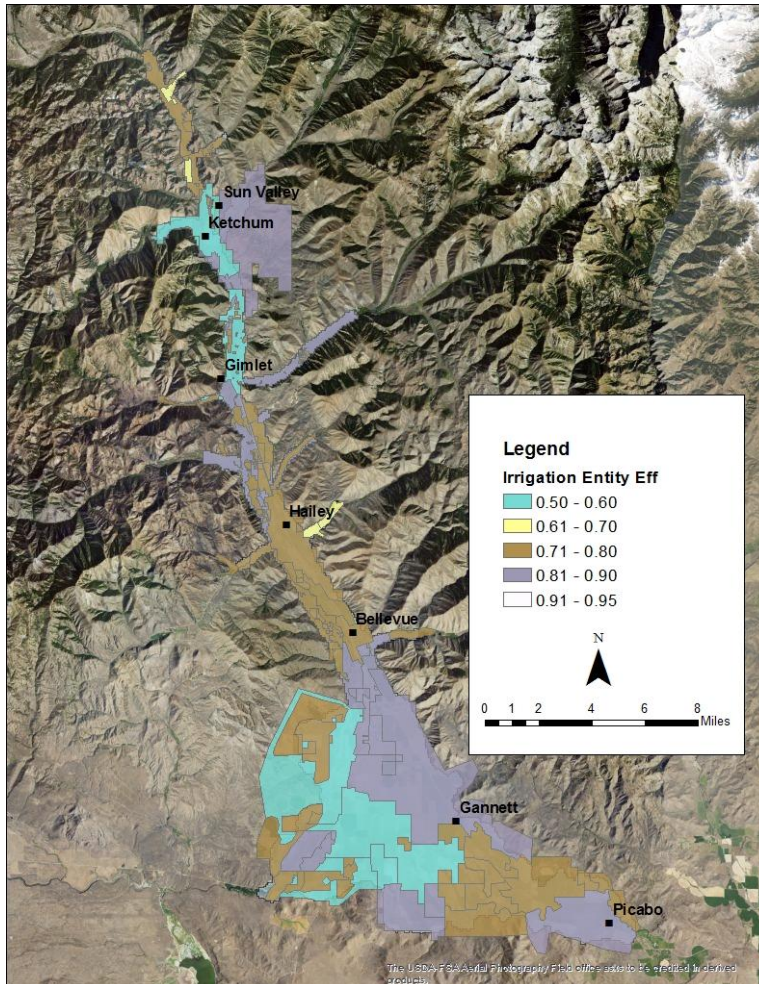 Sun Valley
Ketchum
Gimlet
Hailey
Bellevue
Gannett
Picabo
Legend
Irrigation Entity Eff
0.50 - 0.60
0.61 - 0.70
0.71 - 0.80
0.81 - 0.90
0.91 - 0.95
N
0 1 2 4 6 8
Miles
The USDA-FSA Aerial Photography Field office asks to be credited in derived
products.